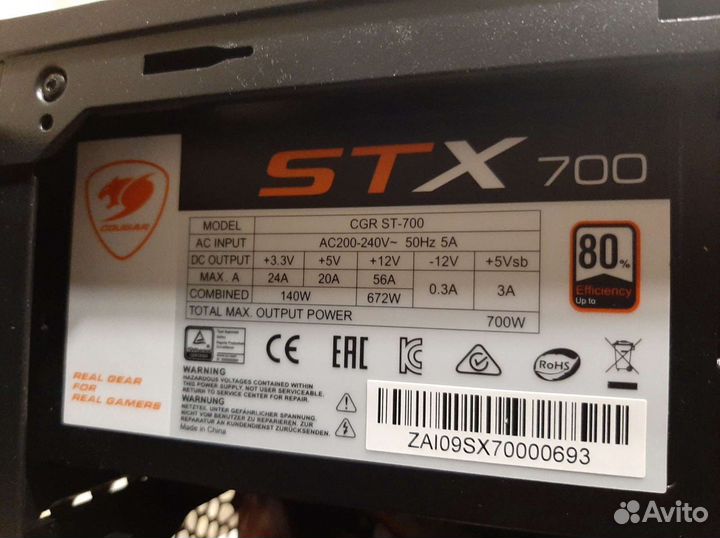 STX 700
COUGAR
MODEL CGR ST-700
AC INPUT AC200-240V~ 50Hz 5A
DC OUTPUT +3.3V +5V +12V -12V +5Vsb
MAX. A 24A 20A 56A 0.3A 3A
COMBINED 140W 672W
TOTAL MAX. OUTPUT POWER 700W
80%
Efficiency
Up to
CE EAC RoHS
WARNING
HAZARDOUS VOLTAGES CONTAINED WITHIN
THIS POWER SUPPLY, NOT USER SERVICEABLE.
RETURN TO SERVICE CENTER FOR REPAIR.
WARNUNG
NETZTEIL UNTER GEFÄHRLICHER SPANNUNG.
NICHT VOM BENUTZER ZU REPARIEREN. ZUR
REPARATUR AN KUNDENDIENST ZURÜCKSENDEN.
Made in China
REAL GEAR
FOR
REAL GAMERS
ZAI09SX70000693
Avito